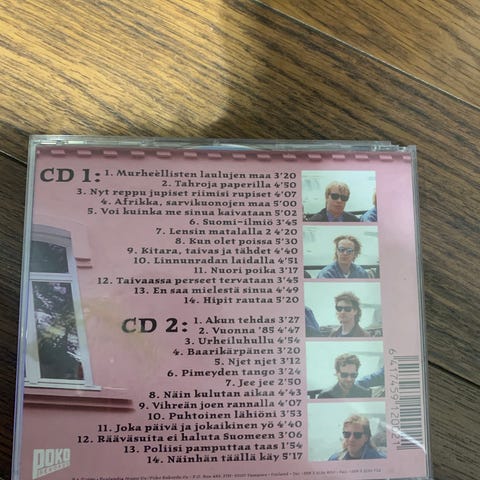 CD 1:
1. Murheellisten laulujen maa 3'20
2. Tahroja paperilla 4'50
3. Nyt reppu jupiset riimisi rupiset 4'07
4. Afrikka, sarvikuonojen maa 5'00
5. Voi kuinka me sinua kaivataan 5'02
6. Suomi-ilmiö 3'45
7. Lensin matalalla 2 4'20
8. Kun olet poissa 5'30
9. Kitara, taivas ja tähdet 4'40
10. Linnunradan laidalla 4'51
11. Nuori poika 3'17
12. Taivaassa perseet tervataan 3'45
13. En saa mielestä sinua 4'49
14. Hipit rautaa 5'20
CD 2:
1. Akun tehdas 3'27
2. Vuonna '85 4'47
3. Urheiluhullu 4'54
4. Baarikärpänen 3'20
5. Njet njet 3'12
6. Pimeyden tango 3'24
7. Jee jee 2'50
8. Näin kulutan aikaa 4'43
9. Vihreän joen rannalla 4'07
10. Puhtoinen lähiöni 3'53
11. Joka päivä ja jokaikinen yö 4'40
12. Rääväsuita ei haluta Suomeen 3'06
13. Poliisi pamputtaa taas 1'54
14. Näinhän täällä käy 5'17
POKO
REKORDS